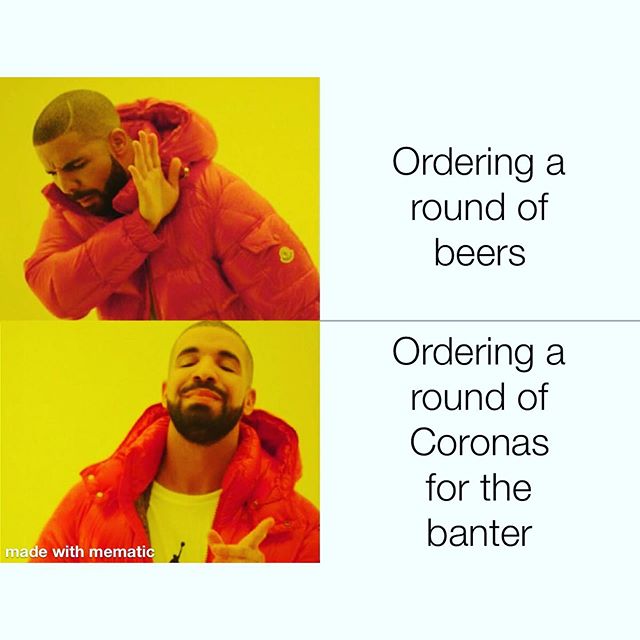 Ordering a
round of
beers
Ordering a
round of
Coronas
for the
banter
made with mematic